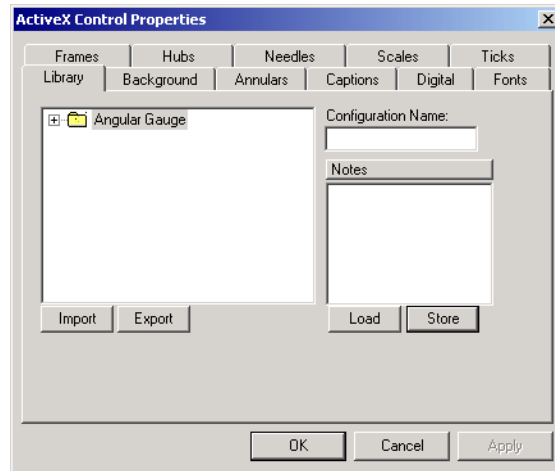 ActiveX Control Properties
Frames Hubs Needles Scales Ticks
Library Background Annulars Captions Digital Fonts
Angular Gauge
Configuration Name:
Notes
Import Export Load Store
OK Cancel Apply